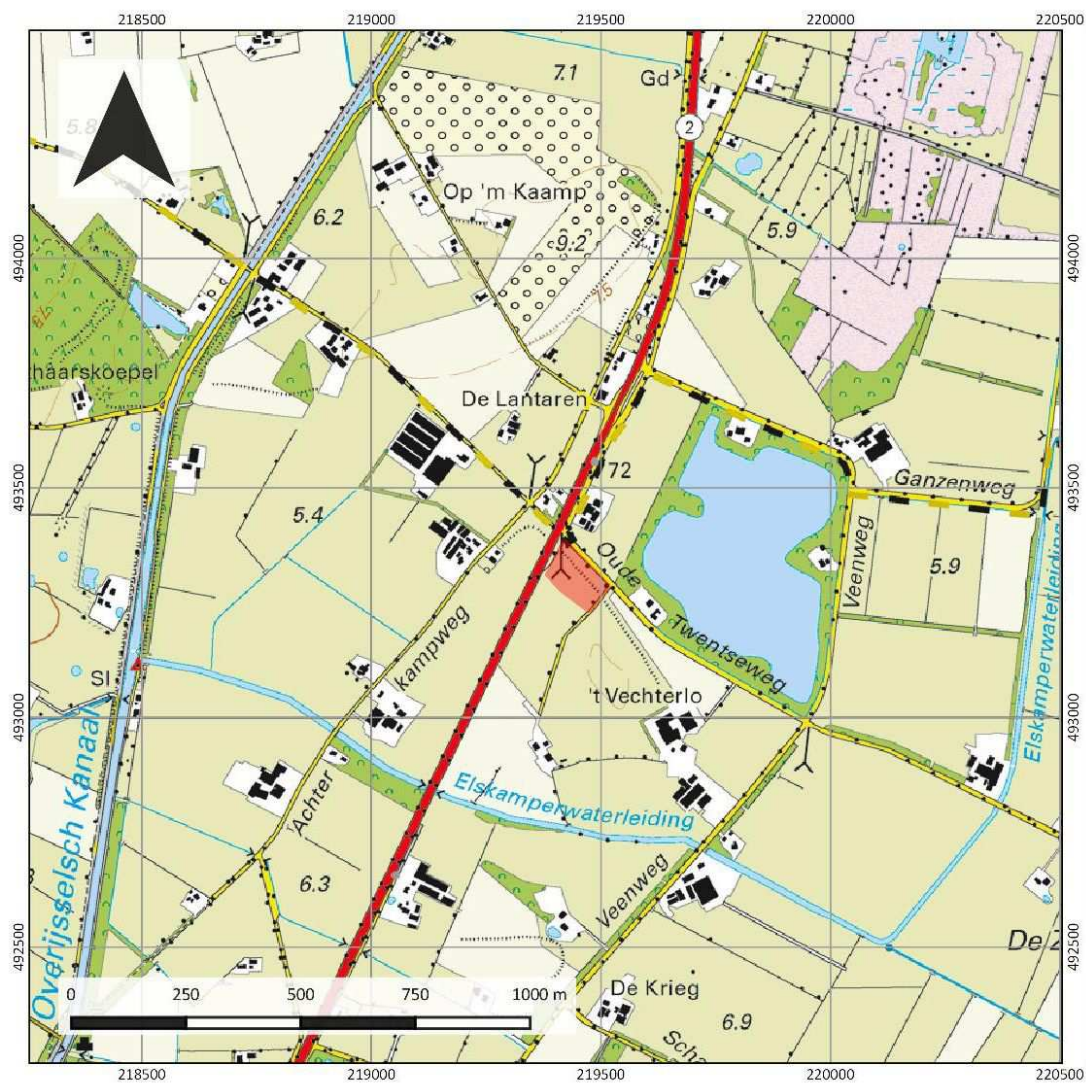 218500 219000 219500 220000 220500
7.1
Gd
2
5.8
Op 'm Kaamp
6.2
5.9
9.2
494000
494000
7.5
haarskoepel
De Lantaren
72
Ganzenweg
493500
493500
5.4
Oude
Twentseweg
Veenweg
5.9
Kampweg
Achter
SI
't Vechterlo
493000
493000
Overijsselsch Kanaal
Elskamperwaterleiding
Elskamperwaterleiding
6.3
Veenweg
492500
492500
De
De Krieg
6.9
Scha
0 250 500 750 1000 m
218500 219000 219500 220000 220500